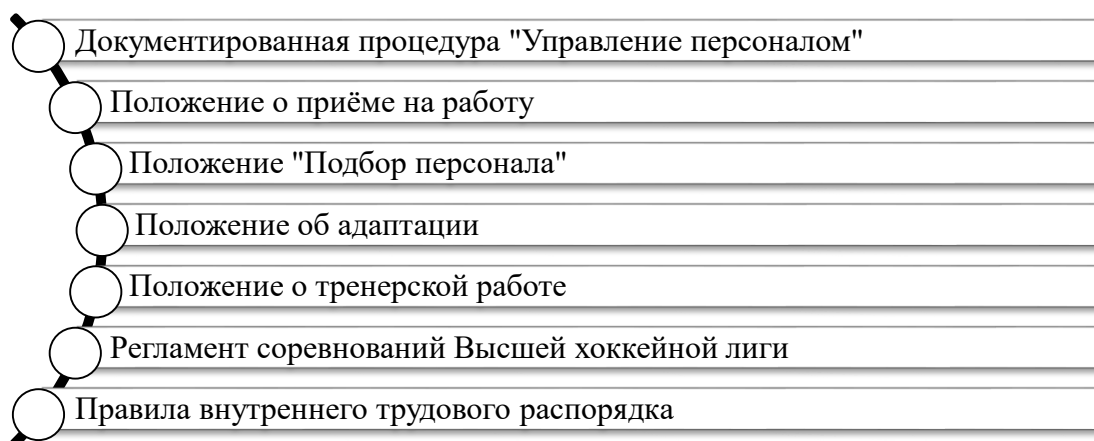 Документированная процедура "Управление персоналом"
Положение о приёме на работу
Положение "Подбор персонала"
Положение об адаптации
Положение о тренерской работе
Регламент соревнований Высшей хоккейной лиги
Правила внутреннего трудового распорядка